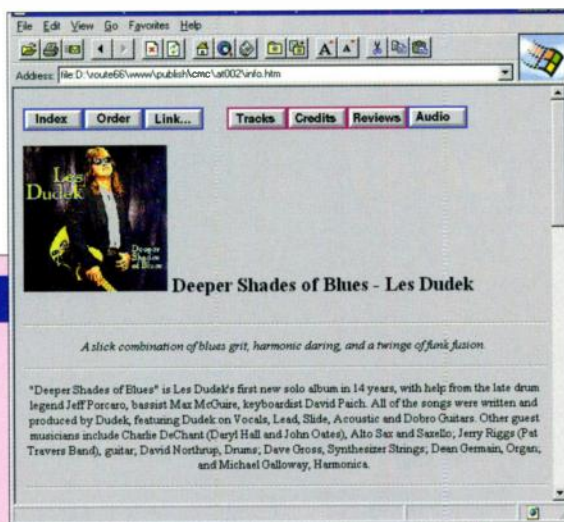 File Edit View Go Favorites Help
Address: file:D:\route66\www\publish\cmc\at002\info.htm
Index Order Link... Tracks Credits Reviews Audio
Les
Dudek
Deeper
Shades
of Blues
Deeper Shades of Blues - Les Dudek
A slick combination of blues grit, harmonic daring, and a twinge of funk fusion.
"Deeper Shades of Blues" is Les Dudek's first new solo album in 14 years, with help from the late drum
legend Jeff Porcaro, bassist Max McGuire, keyboardist David Paich. All of the songs were written and
produced by Dudek, featuring Dudek on Vocals, Lead, Slide, Acoustic and Dobro Guitars. Other guest
musicians include Charlie DeChant (Daryl Hall and John Oates), Alto Sax and Saxello; Jerry Riggs (Pat
Travers Band), guitar; David Northrup, Drums; Dave Gross, Synthesizer Strings; Dean Germain, Organ;
and Michael Galloway, Harmonica.